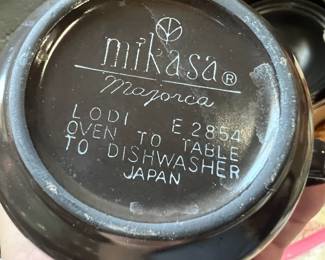 mikasa®
Majorca
LODI E 2854
OVEN TO TABLE
TO DISHWASHER
JAPAN